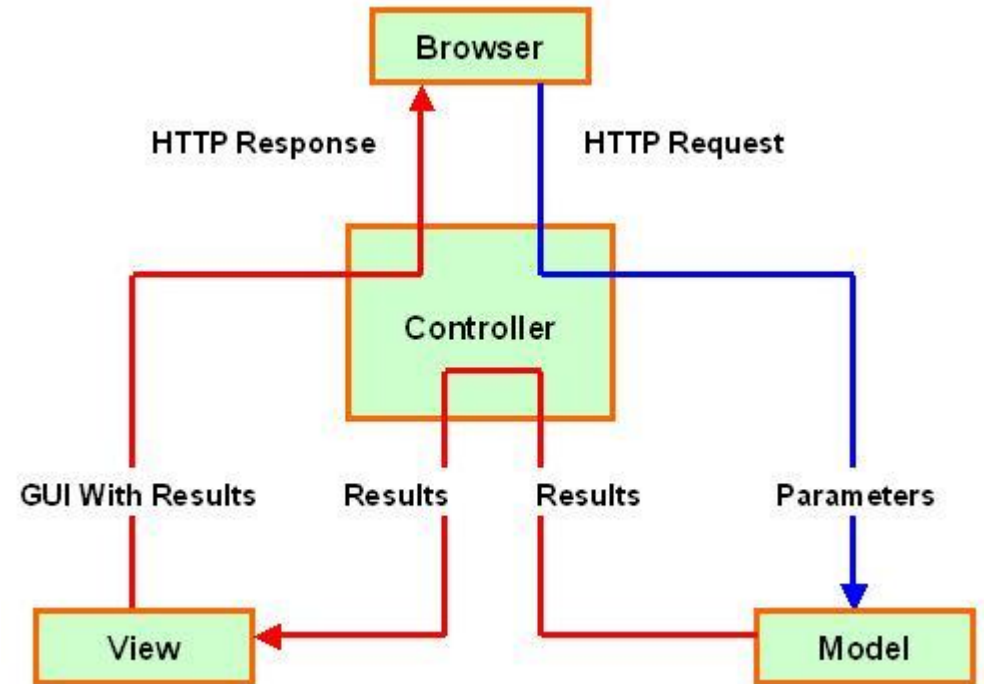 Browser
HTTP Response
HTTP Request
Controller
GUI With Results
Results
Results
Parameters
View
Model